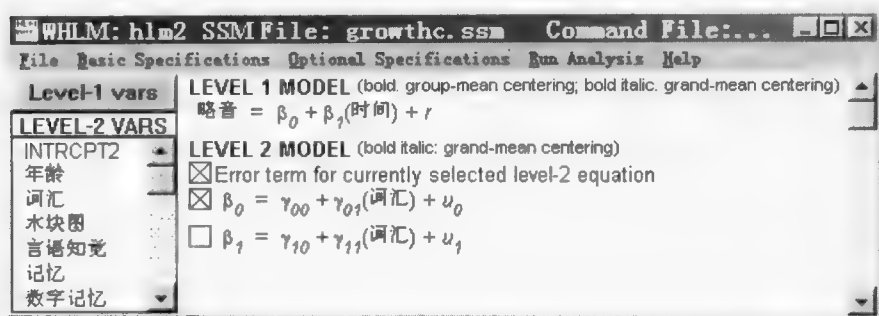 WHLM: hlm2 SSM File: growthc.ssm Command File:...
File Basic Specifications Optional Specifications Run Analysis Help
Level-1 vars
LEVEL-2 VARS
INTRCPT2
年龄
词汇
木块图
言语知觉
记忆
数字记忆
LEVEL 1 MODEL (bold. group-mean centering; bold italic. grand-mean centering)
略音 = β0 + β1(时间) + r
LEVEL 2 MODEL (bold italic: grand-mean centering)
Error term for currently selected level-2 equation
β0 = γ00 + γ01(词汇) + u0
β1 = γ10 + γ11(词汇) + u1